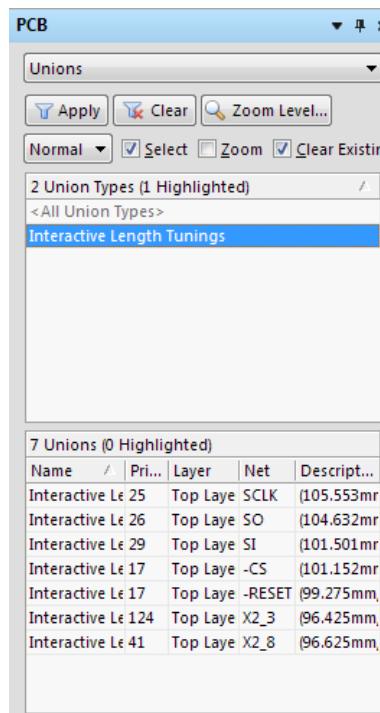 PCB
Unions
Apply Clear Zoom Level...
Normal Select Zoom Clear Existin
2 Union Types (1 Highlighted)
<All Union Types>
Interactive Length Tunings
7 Unions (0 Highlighted)
Name Pri... Layer Net Descript...
Interactive Le 25 Top Laye SCLK (105.553mr
Interactive Le 26 Top Laye SO (104.632mr
Interactive Le 29 Top Laye SI (101.501mr
Interactive Le 17 Top Laye -CS (101.152mr
Interactive Le 17 Top Laye -RESET (99.275mm,
Interactive Le 124 Top Laye X2_3 (96.425mm,
Interactive Le 41 Top Laye X2_8 (96.625mm,